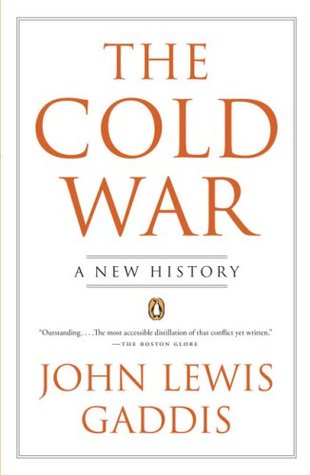 THE
COLD
WAR
A NEW HISTORY
"Outstanding. . . . The most accessible distillation of that conflict yet written."
—THE BOSTON GLOBE
JOHN LEWIS
GADDIS